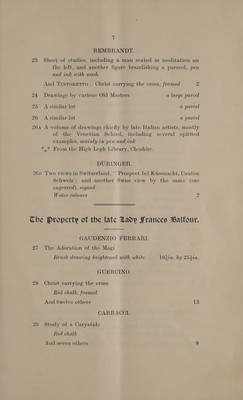 7
REMBRANDT.
23 Sheet of studies, including a man seated in meditation on
the left, and another figure brandishing a parasol, pen
and ink with wash
And TINTORETTO: Christ carrying the cross, framed 2
24 Drawings by various Old Masters a large parcel
25 A similar lot a parcel
26 A similar lot a parcel
26A A volume of drawings chiefly by late Italian artists, mostly
of the Venetian School, including several spirited
examples, mainly in pen and ink
*** From the High Legh Library, Cheshire.
DÜRINGER.
26B Two views in Switzerland, "Prospect bei Küssnacht, Canton
Schweiz; and another Swiss view by the same (one
engraved), signed
Water-colours 2
The Property of the late Lady Frances Balfour.
GAUDENZIO FERRARI.
27 The Adoration of the Magi
Brush drawing heightened with white 16¾in. by 25¼in.
GUERCINO.
28 Christ carrying the cross
Red chalk, framed
And twelve others 13
CARRACCI.
29 Study of a Caryatide
Red chalk
And seven others 8